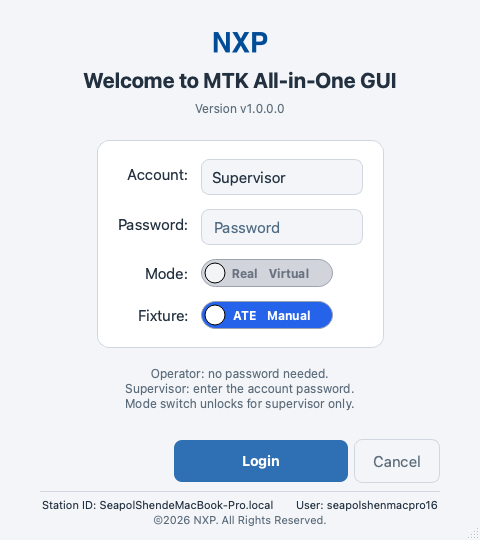 NXP
Welcome to MTK All-in-One GUI
Version v1.0.0.0
Account: Supervisor
Password: Password
Mode: Real Virtual
Fixture: ATE Manual
Operator: no password needed.
Supervisor: enter the account password.
Mode switch unlocks for supervisor only.
Login Cancel
Station ID: SeapolShendeMacBook-Pro.local User: seapolshenmacpro16
©2026 NXP. All Rights Reserved.